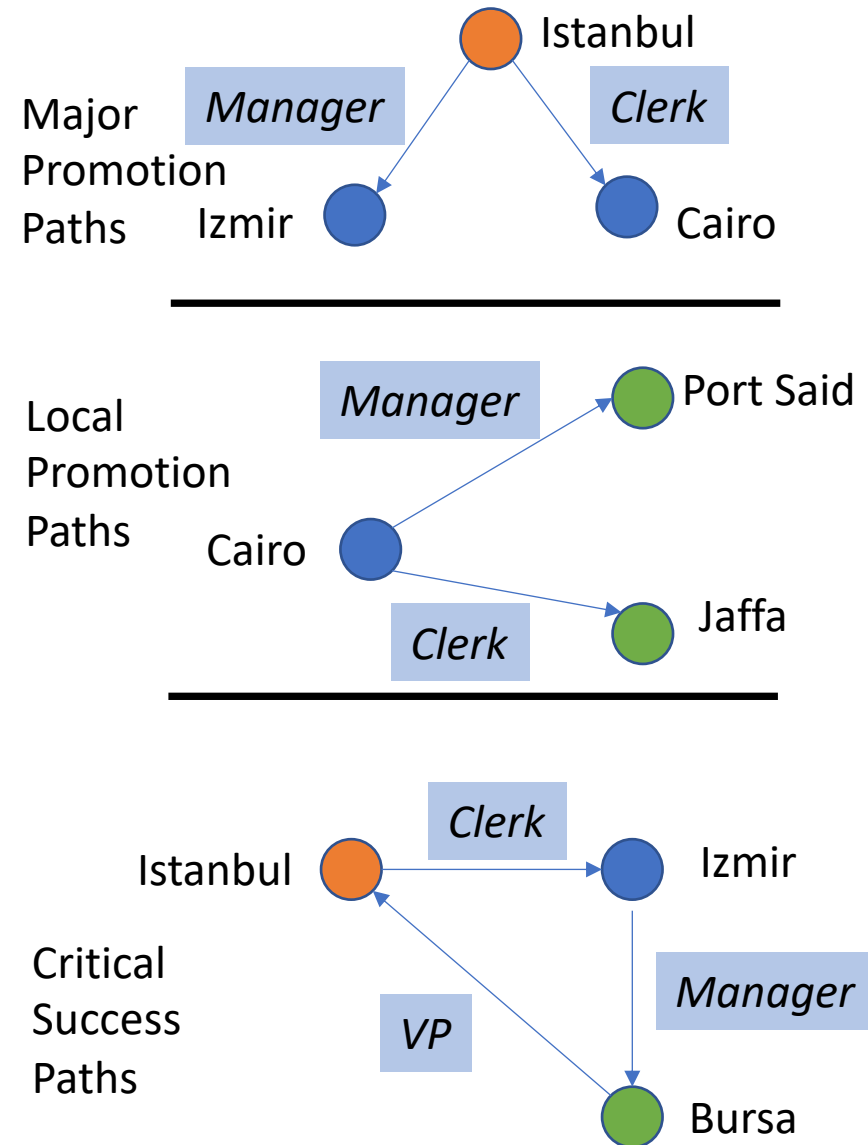 Istanbul
Manager
Clerk
Major
Promotion
Paths
Izmir
Cairo
Manager
Port Said
Local
Promotion
Paths
Cairo
Jaffa
Clerk
Clerk
Istanbul
Izmir
Critical
Success
Paths
Manager
VP
Bursa